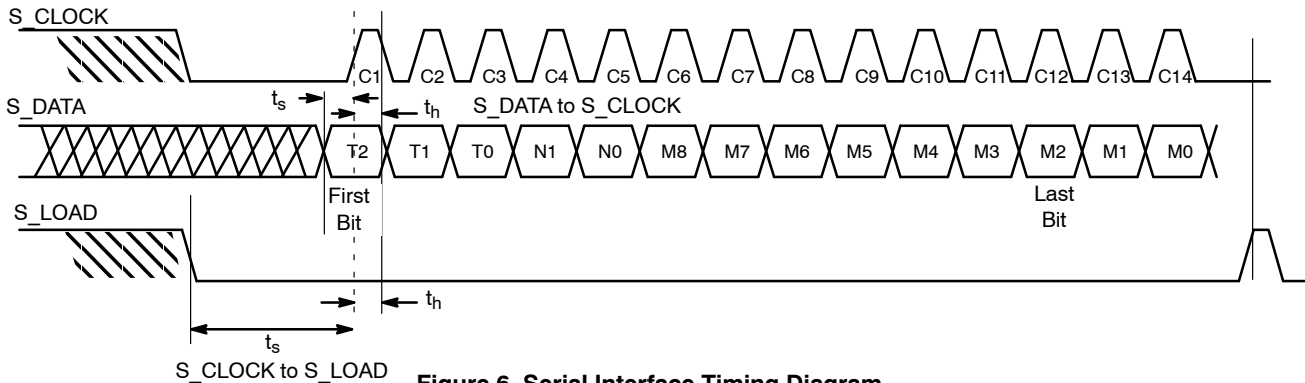 S_CLOCK
C1 C2 C3 C4 C5 C6 C7 C8 C9 C10 C11 C12 C13 C14
ts
S_DATA
th
S_DATA to S_CLOCK
T2 T1 T0 N1 N0 M8 M7 M6 M5 M4 M3 M2 M1 M0
First
Bit
Last
Bit
S_LOAD
th
ts
S_CLOCK to S_LOAD
Figure 6. Serial Interface Timing Diagram